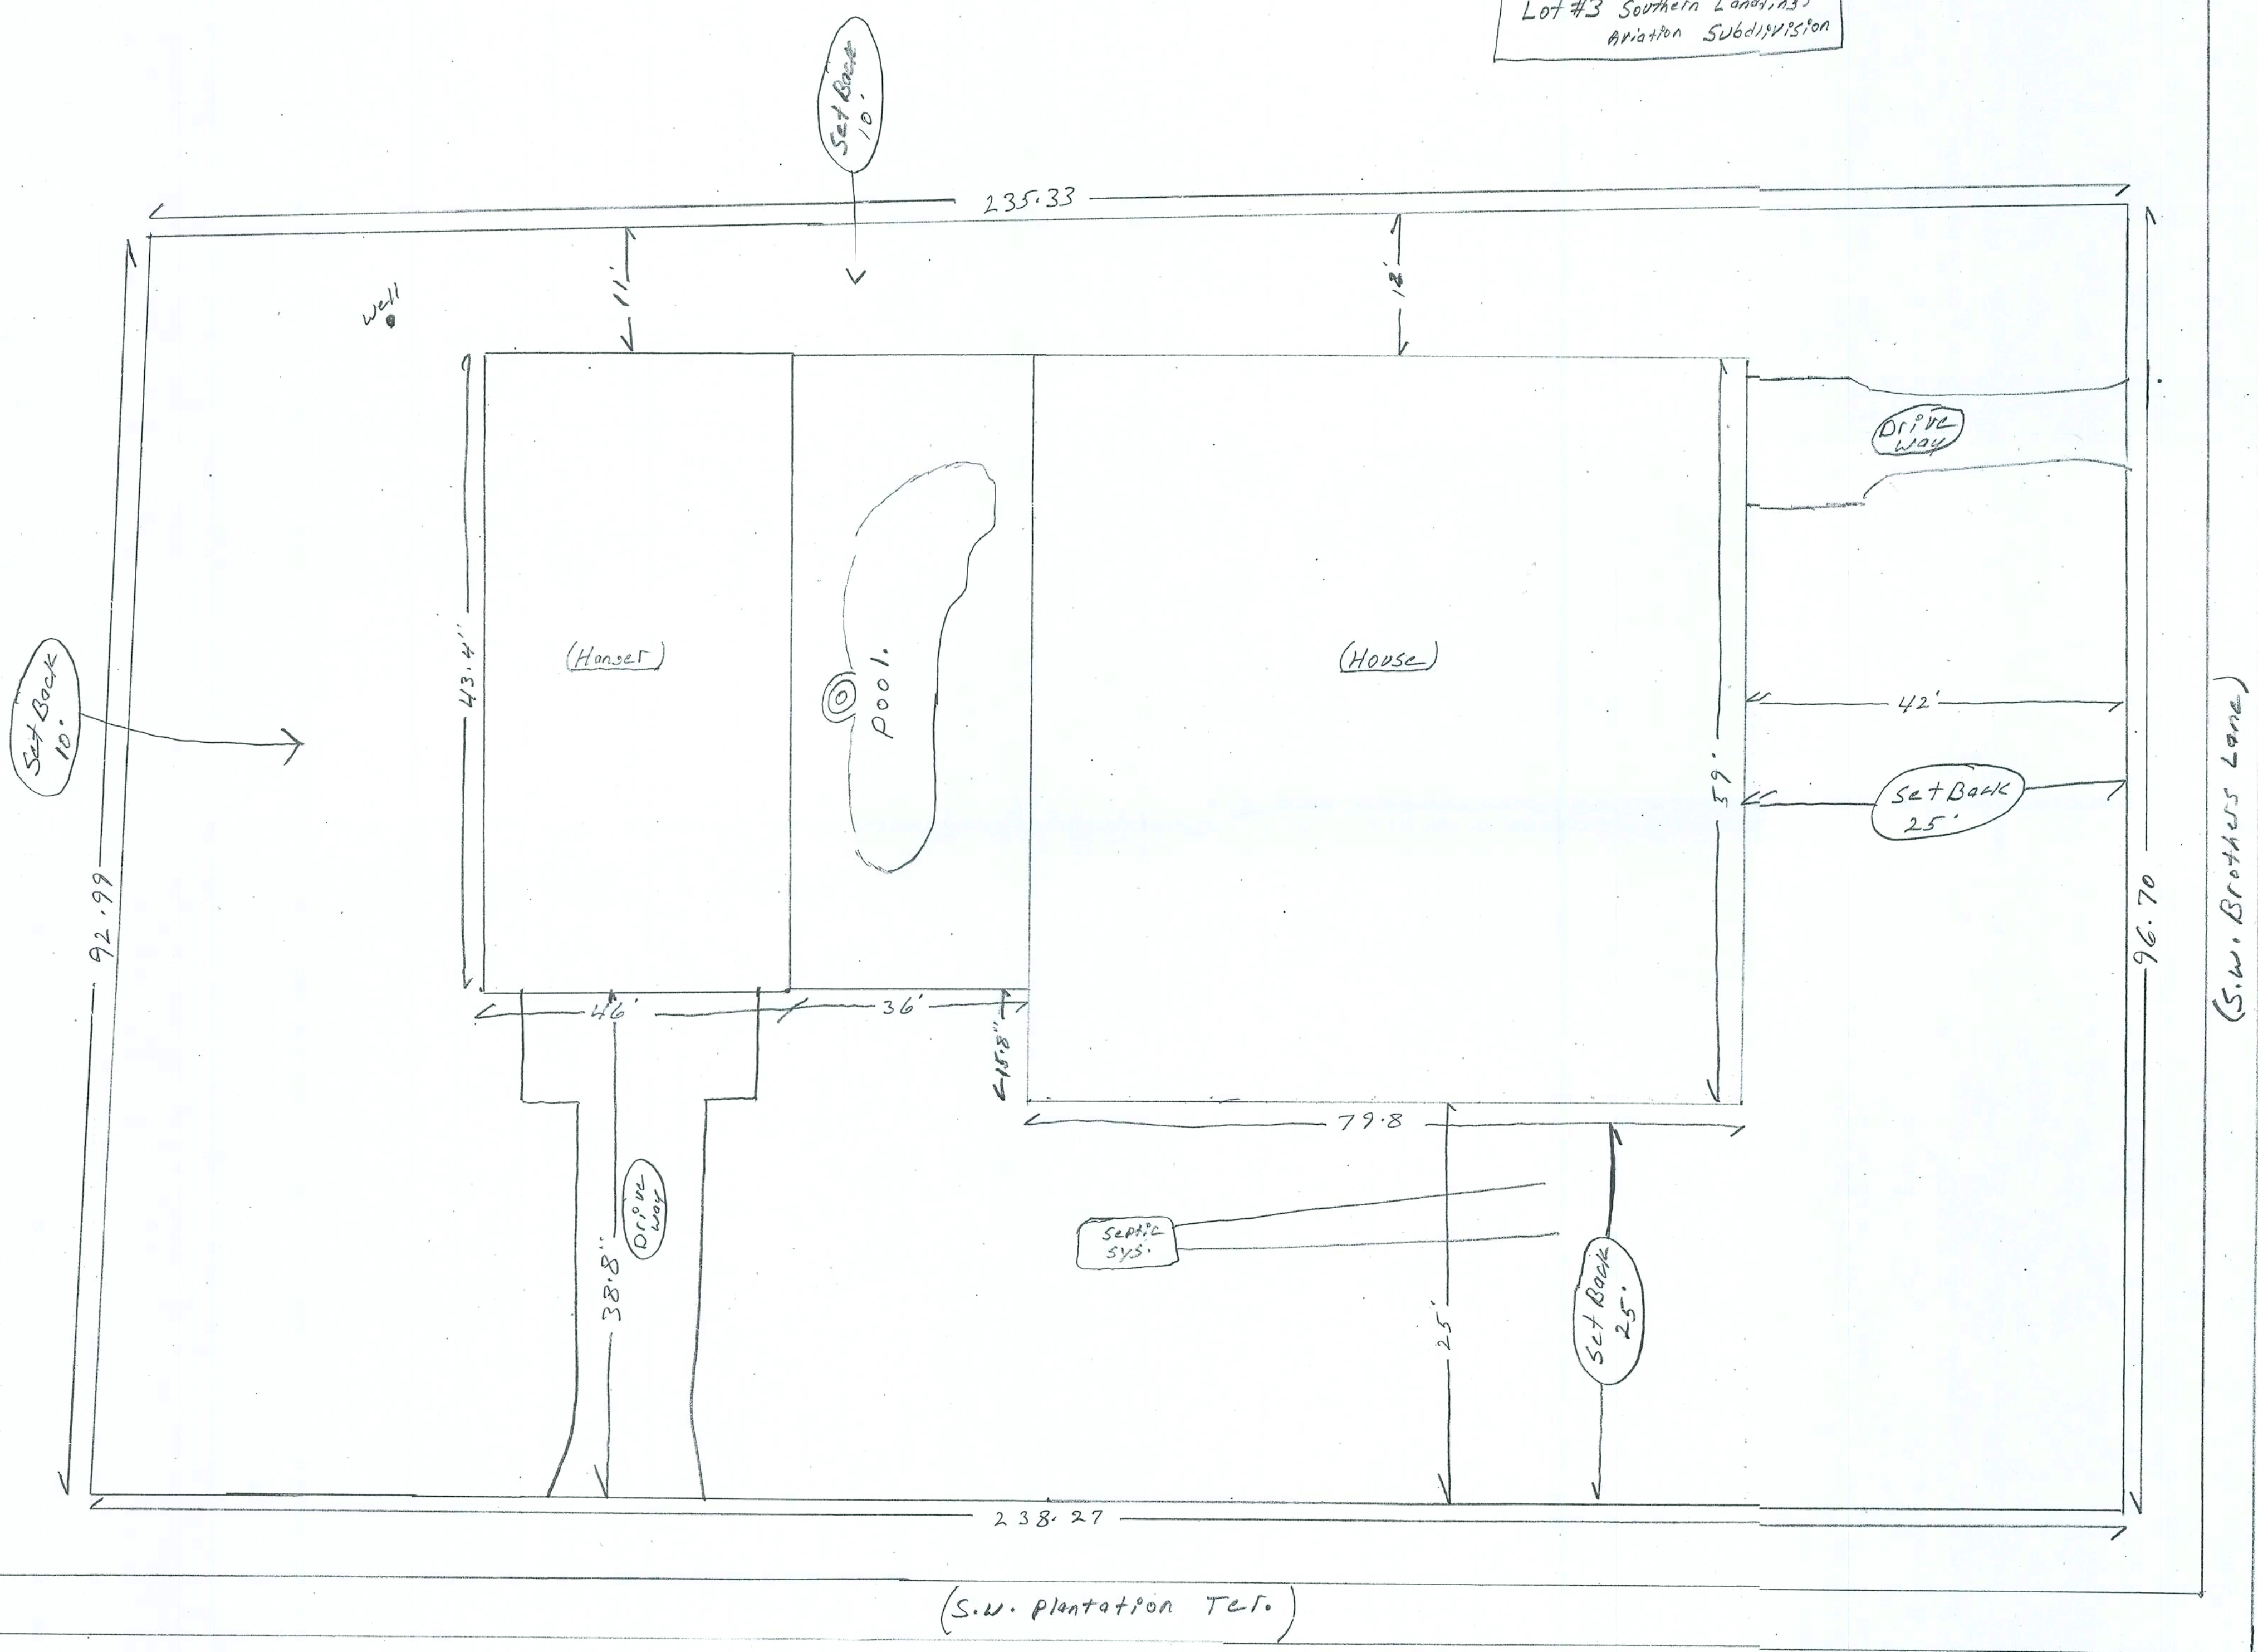 Lot #3 Southern Landings
Aviation Subdivision
Set Back
10'
235.33
11'
12'
well
Drive
way
(Hanger)
pool.
(House)
43.4"
59'
42'
Set Back
25'
Set Back
10'
92.99
96.70
(S.W. Brothers Lane)
46'
36'
15.8"
79.8
Drive
way
38.8"
Septic
sys.
25'
Set Back
25'
238.27
(S.W. Plantation Ter.)